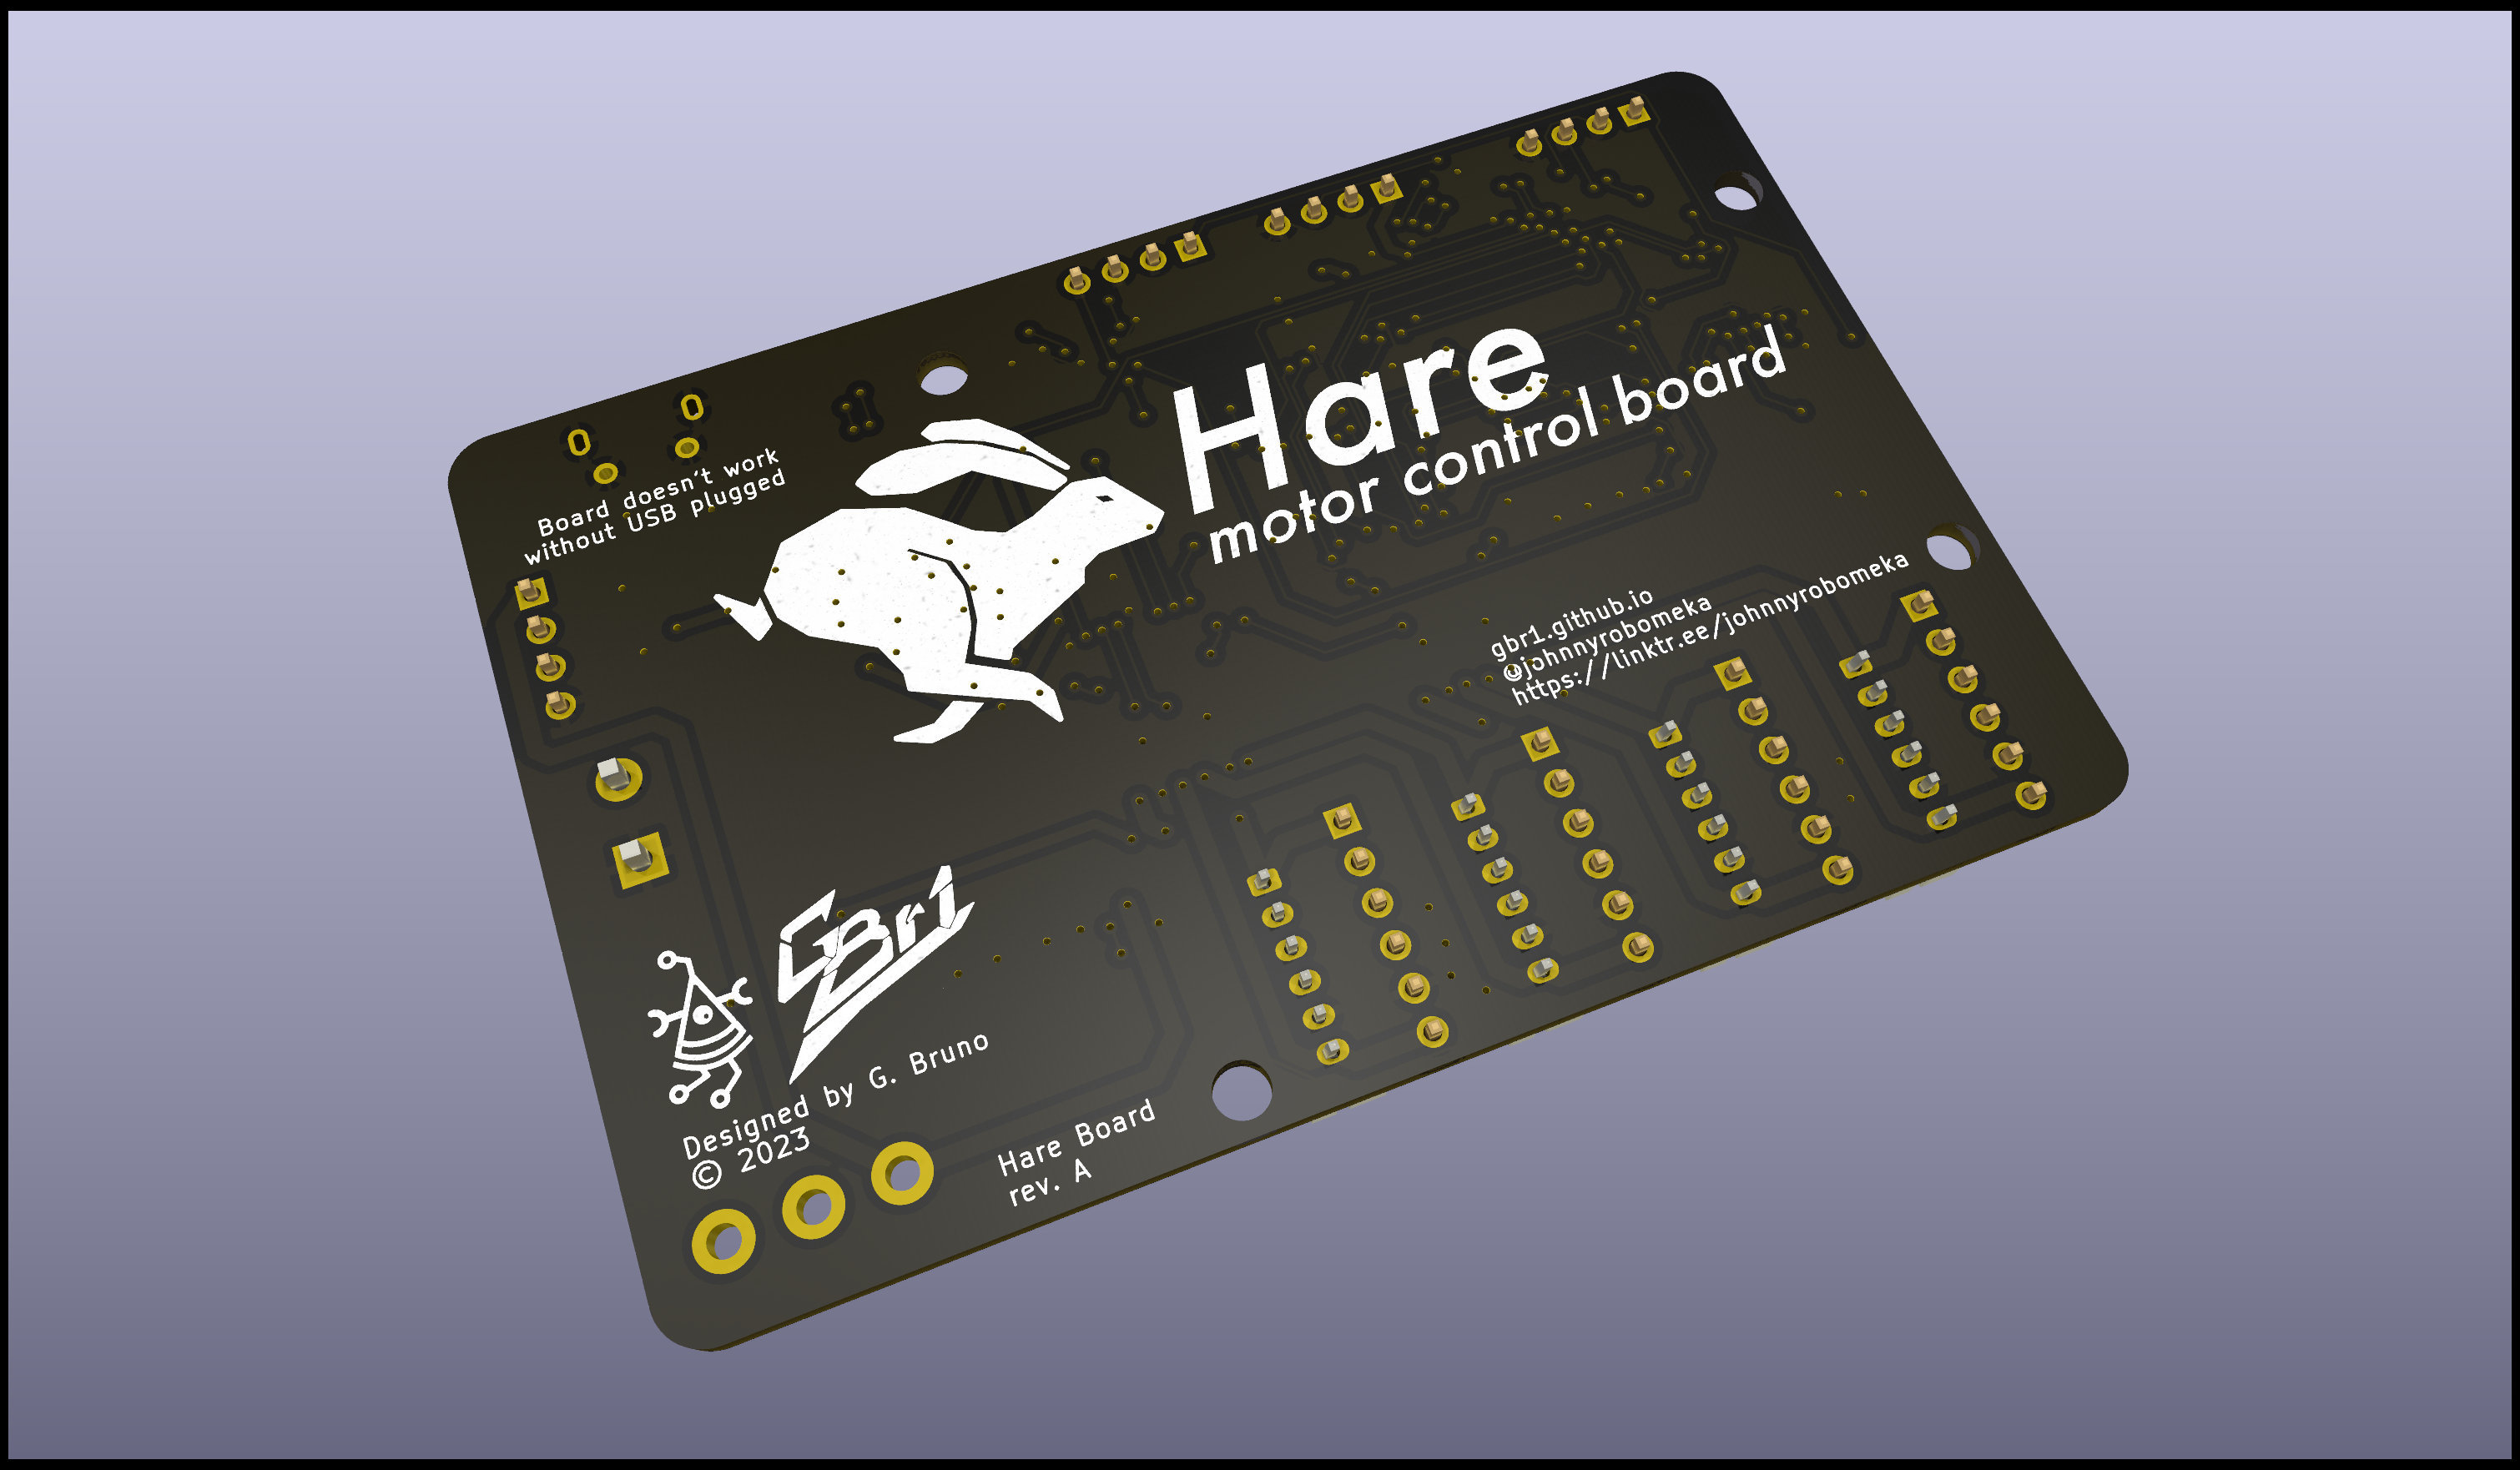 Hare
motor control board
Board doesn't work
without USB plugged
gbr1.github.io
@johnnyrobomeka
https://linktr.ee/johnnyrobomeka
GBr1
Designed by G. Bruno
© 2023
Hare Board
rev. A